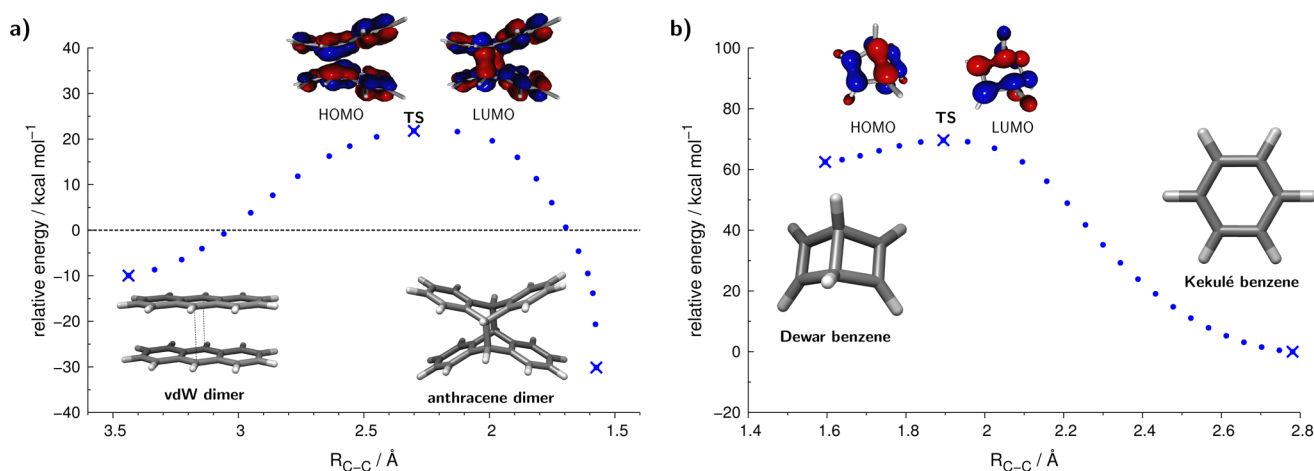 a)
relative energy / kcal mol⁻¹
40
30
20
10
0
−10
−20
−30
−40
HOMO
TS
LUMO
vdW dimer
anthracene dimer
3.5
3
2.5
2
1.5
R_C−C / Å
b)
relative energy / kcal mol⁻¹
100
80
60
40
20
0
−20
HOMO
TS
LUMO
Dewar benzene
Kekulé benzene
1.4
1.6
1.8
2
2.2
2.4
2.6
2.8
R_C−C / Å